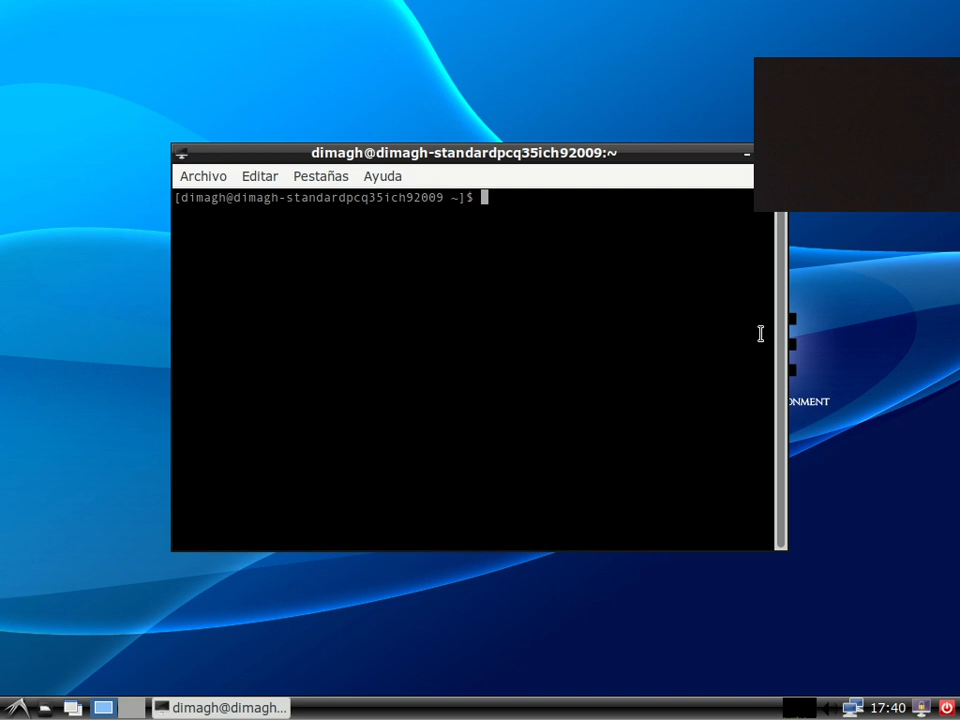 dimagh@dimagh-standardpcq35ich92009:~
Archivo Editar Pestañas Ayuda
[dimagh@dimagh-standardpcq35ich92009 ~]$
ONMENT
dimagh@dimagh...
17:40